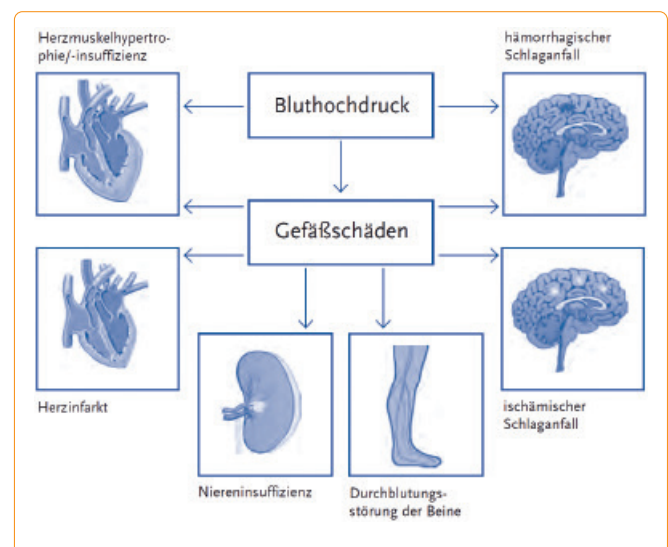 Herzmuskelhypertro-
phie/-insuffizienz
hämorrhagischer
Schlaganfall
Bluthochdruck
Gefäßschäden
Herzinfarkt
ischämischer
Schlaganfall
Niereninsuffizienz
Durchblutungs-
störung der Beine